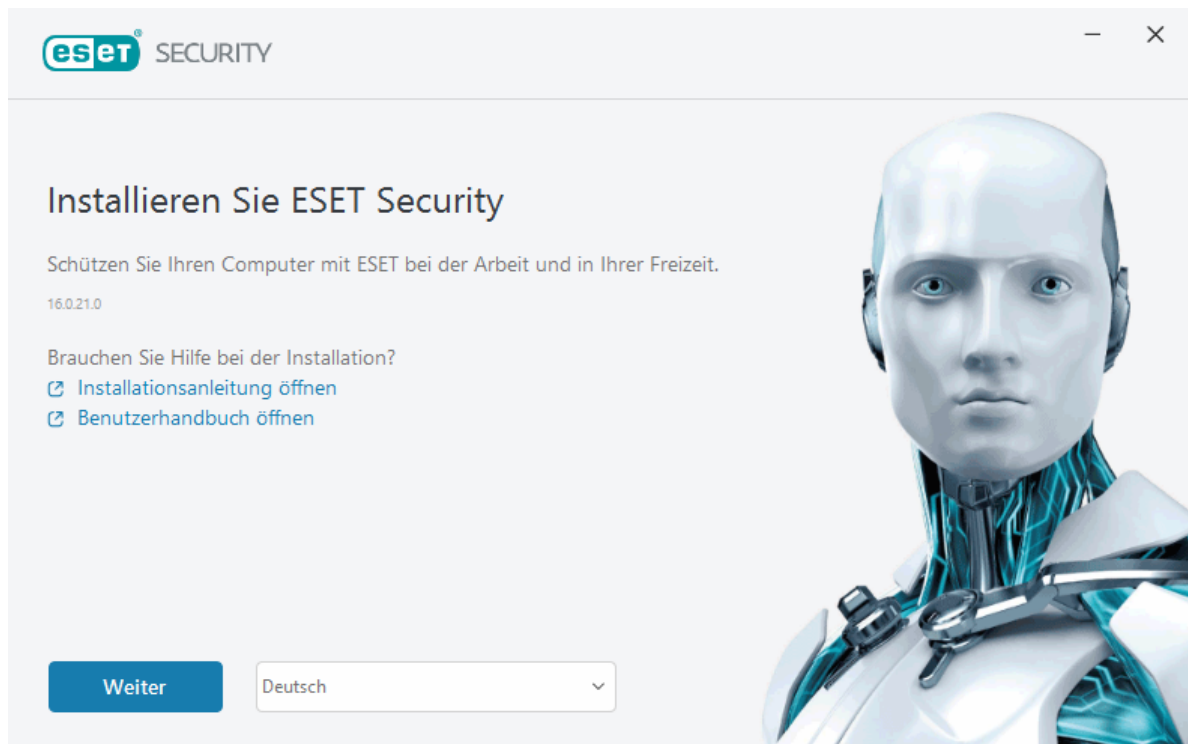 eset® SECURITY
Installieren Sie ESET Security
Schützen Sie Ihren Computer mit ESET bei der Arbeit und in Ihrer Freizeit.
16.0.21.0
Brauchen Sie Hilfe bei der Installation?
Installationsanleitung öffnen
Benutzerhandbuch öffnen
Weiter
Deutsch